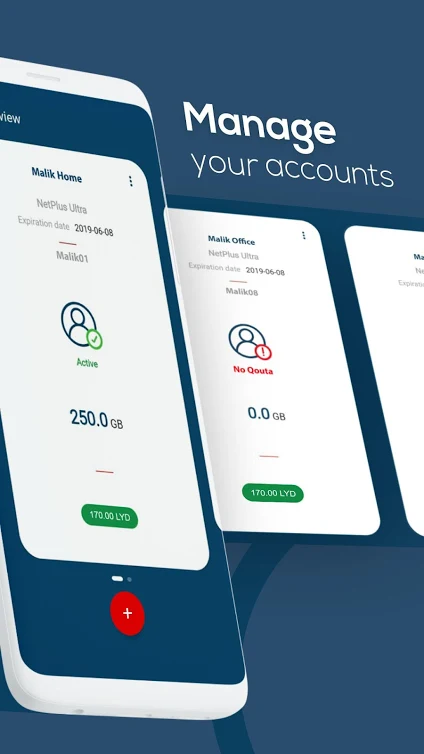 Manage
your accounts
view
Malik Home
NetPlus Ultra
Expiration date 2019-06-08
Malik01
Active
250.0 GB
170.00 LYD
+
Malik Office
NetPlus Ultra
Expiration date 2019-06-08
Malik08
No Qouta
0.0 GB
170.00 LYD
Ma
Ne
Expiratio